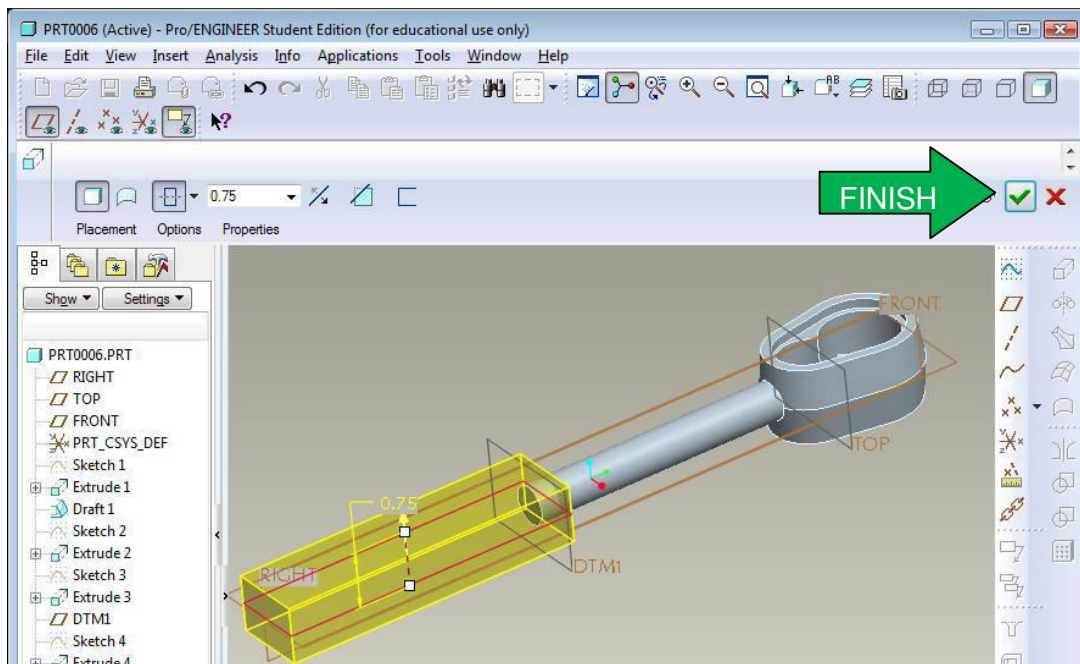 PRT0006 (Active) - Pro/ENGINEER Student Edition (for educational use only)
File Edit View Insert Analysis Info Applications Tools Window Help
0.75
FINISH
Placement Options Properties
Show Settings
PRT0006.PRT
RIGHT
TOP
FRONT
PRT_CSYS_DEF
Sketch 1
Extrude 1
Draft 1
Sketch 2
Extrude 2
Sketch 3
Extrude 3
DTM1
Sketch 4
Extrude 4
FRONT
TOP
0.75
DTM1
RIGHT